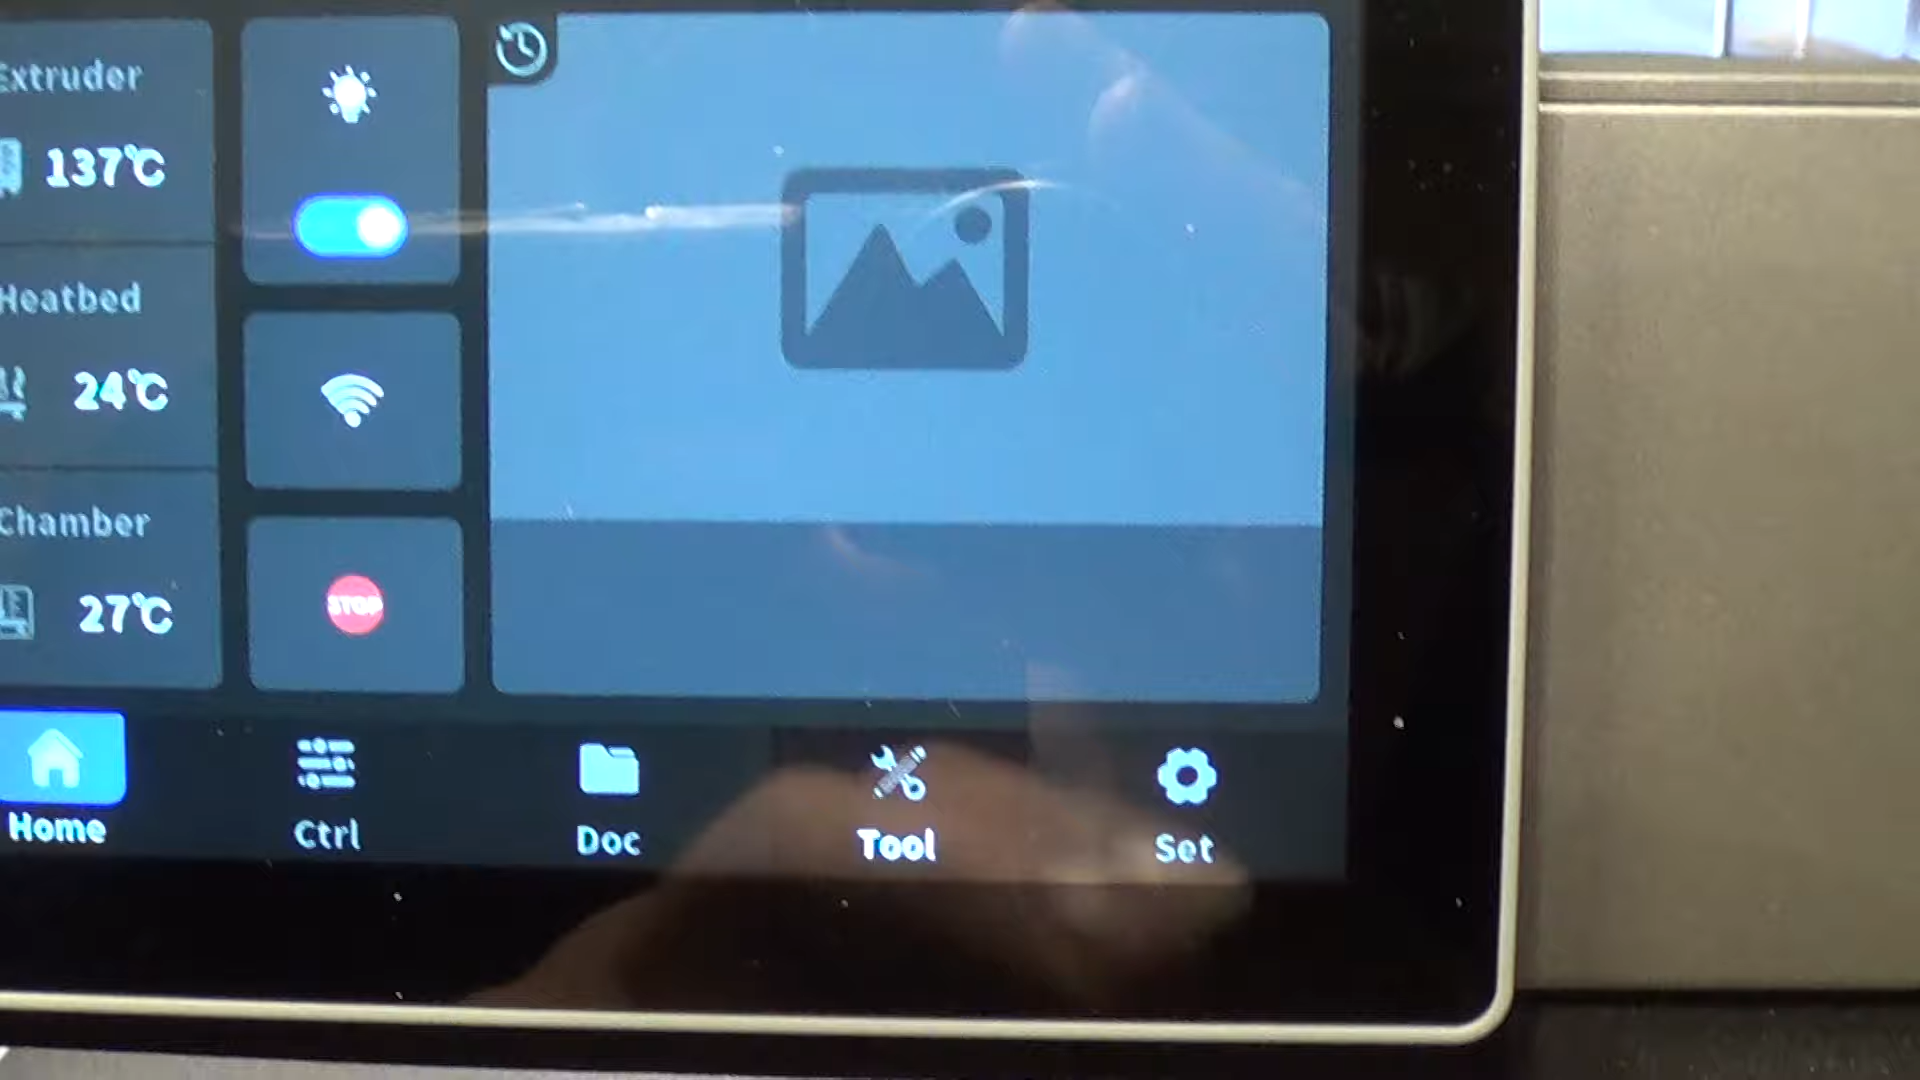 Extruder
137℃
Heatbed
24℃
Chamber
27℃
STOP
Home
Ctrl
Doc
Tool
Set